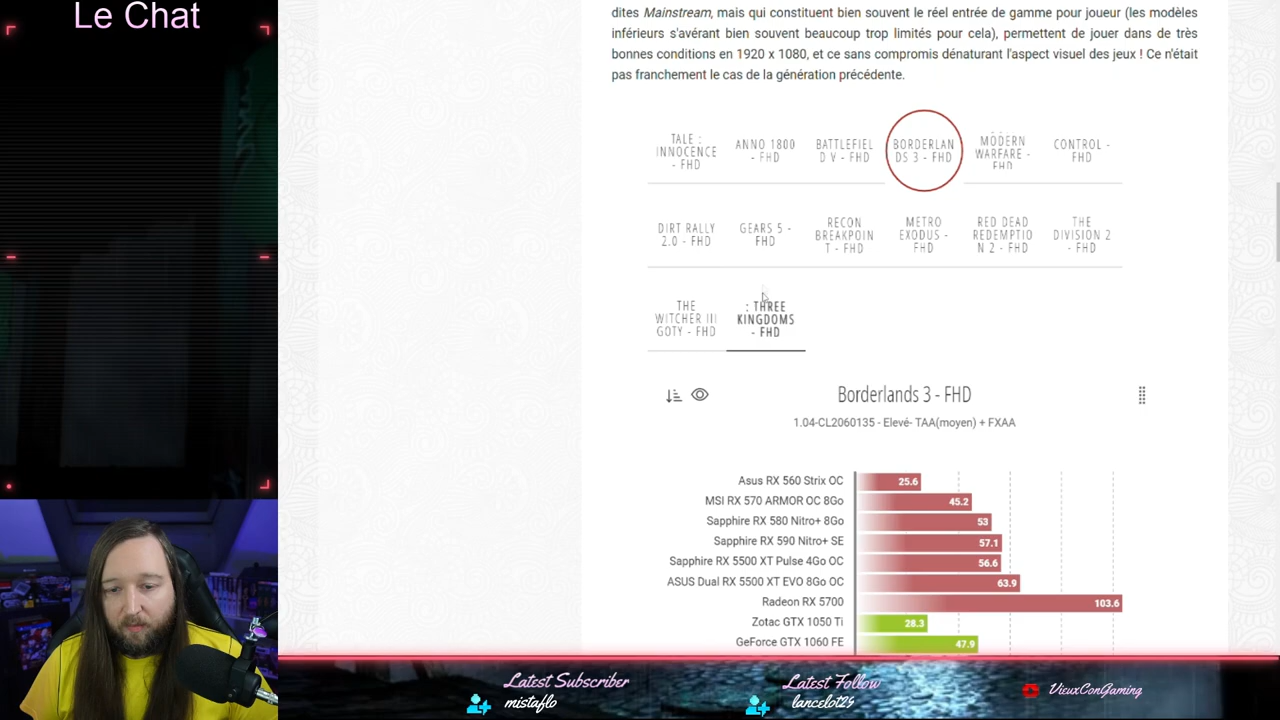 Le Chat
dites Mainstream, mais qui constituent bien souvent le réel entrée de gamme pour joueur (les modèles
inférieurs s'avérant bien souvent beaucoup trop limités pour cela), permettent de jouer dans de très
bonnes conditions en 1920 x 1080, et ce sans compromis dénaturant l'aspect visuel des jeux ! Ce n'était
pas franchement le cas de la génération précédente.
TALE :
INNOCENCE
- FHD
ANNO 1800
- FHD
BATTLEFIEL
D V - FHD
BORDERLAN
DS 3 - FHD
MODERN
WARFARE -
FHD
CONTROL -
FHD
DIRT RALLY
2.0 - FHD
GEARS 5 -
FHD
RECON
BREAKPOIN
T - FHD
METRO
EXODUS -
FHD
RED DEAD
REDEMPTIO
N 2 - FHD
THE
DIVISION 2
- FHD
THE
WITCHER III
GOTY - FHD
: THREE
KINGDOMS
- FHD
Borderlands 3 - FHD
1.04-CL2060135 - Elevé- TAA(moyen) + FXAA
Asus RX 560 Strix OC 25.6
MSI RX 570 ARMOR OC 8Go 45.2
Sapphire RX 580 Nitro+ 8Go 53
Sapphire RX 590 Nitro+ SE 57.1
Sapphire RX 5500 XT Pulse 4Go OC 56.6
ASUS Dual RX 5500 XT EVO 8Go OC 63.9
Radeon RX 5700 103.6
Zotac GTX 1050 Ti 28.3
GeForce GTX 1060 FE 47.9
Latest Subscriber
mistaflo
Latest Follow
lancelot25
VieuxConGaming